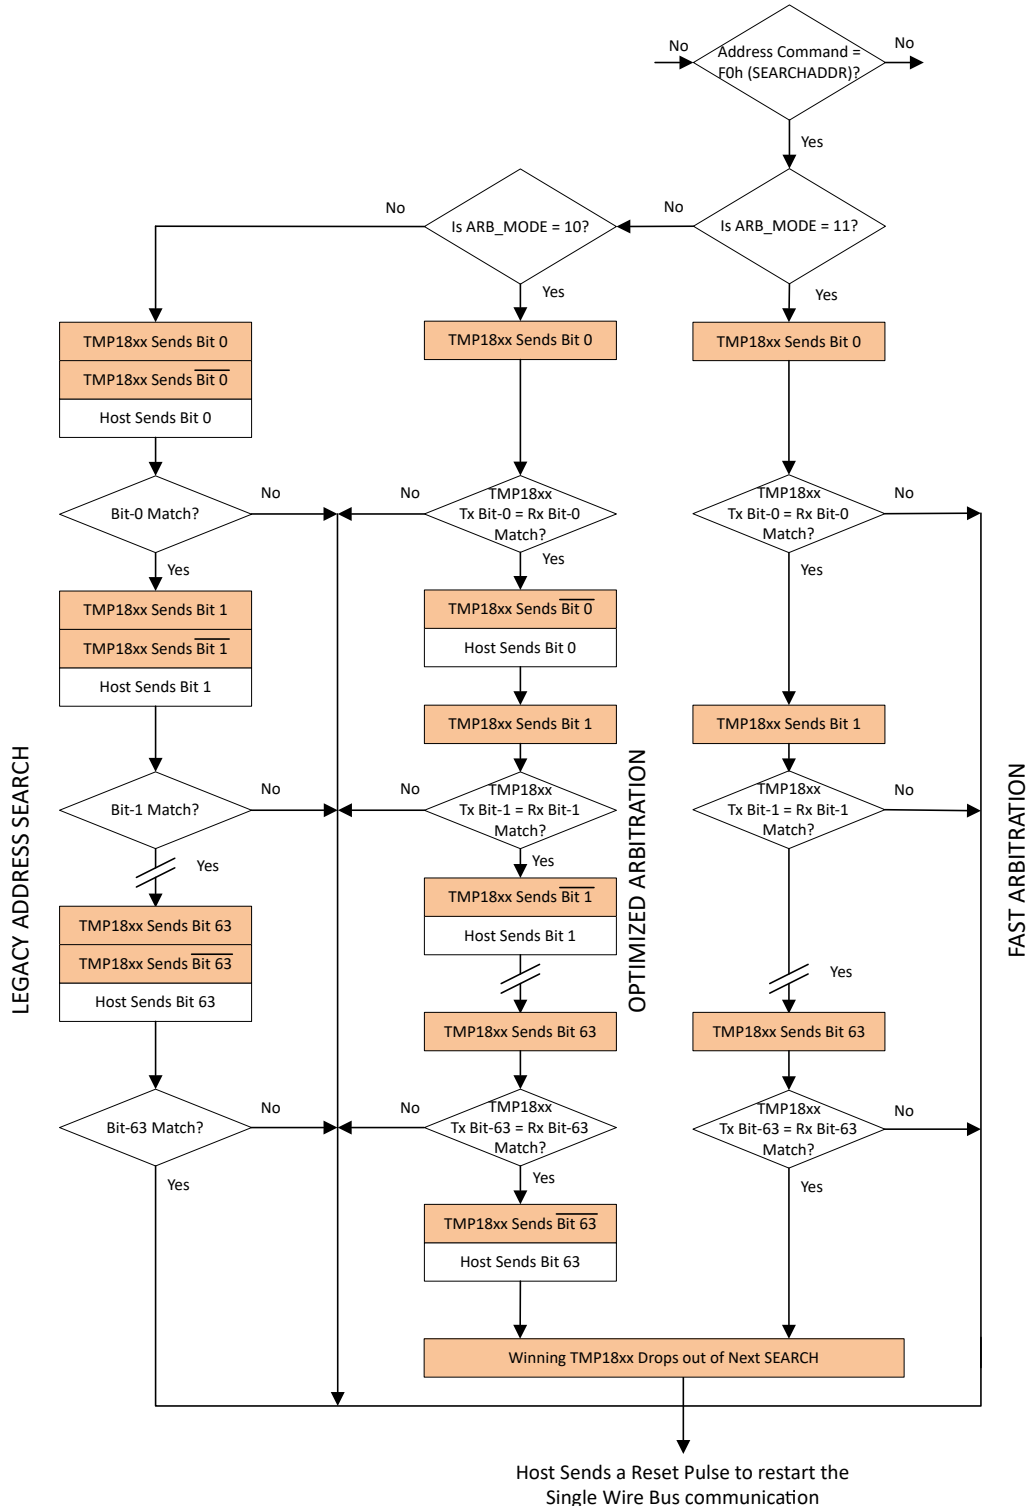 No
Address Command =
F0h (SEARCHADDR)?
No
Yes
No
Is ARB_MODE = 10?
No
Is ARB_MODE = 11?
Yes
Yes
TMP18xx Sends Bit 0
TMP18xx Sends Bit 0
TMP18xx Sends Bit 0
TMP18xx Sends B̅i̅t̅ ̅0̅
Host Sends Bit 0
Bit-0 Match?
No
No
TMP18xx
Tx Bit-0 = Rx Bit-0
Match?
TMP18xx
Tx Bit-0 = Rx Bit-0
Match?
No
Yes
Yes
Yes
TMP18xx Sends Bit 1
TMP18xx Sends B̅i̅t̅ ̅1̅
Host Sends Bit 1
TMP18xx Sends B̅i̅t̅ ̅0̅
Host Sends Bit 0
TMP18xx Sends Bit 1
TMP18xx Sends Bit 1
LEGACY ADDRESS SEARCH
Bit-1 Match?
No
No
TMP18xx
Tx Bit-1 = Rx Bit-1
Match?
OPTIMIZED ARBITRATION
TMP18xx
Tx Bit-1 = Rx Bit-1
Match?
No
FAST ARBITRATION
Yes
Yes
TMP18xx Sends B̅i̅t̅ ̅1̅
Host Sends Bit 1
TMP18xx Sends Bit 63
TMP18xx Sends B̅i̅t̅ ̅6̅3̅
Host Sends Bit 63
Yes
TMP18xx Sends Bit 63
TMP18xx Sends Bit 63
Bit-63 Match?
No
No
TMP18xx
Tx Bit-63 = Rx Bit-63
Match?
TMP18xx
Tx Bit-63 = Rx Bit-63
Match?
No
Yes
Yes
Yes
TMP18xx Sends B̅i̅t̅ ̅6̅3̅
Host Sends Bit 63
Winning TMP18xx Drops out of Next SEARCH
Host Sends a Reset Pulse to restart the
Single Wire Bus communication